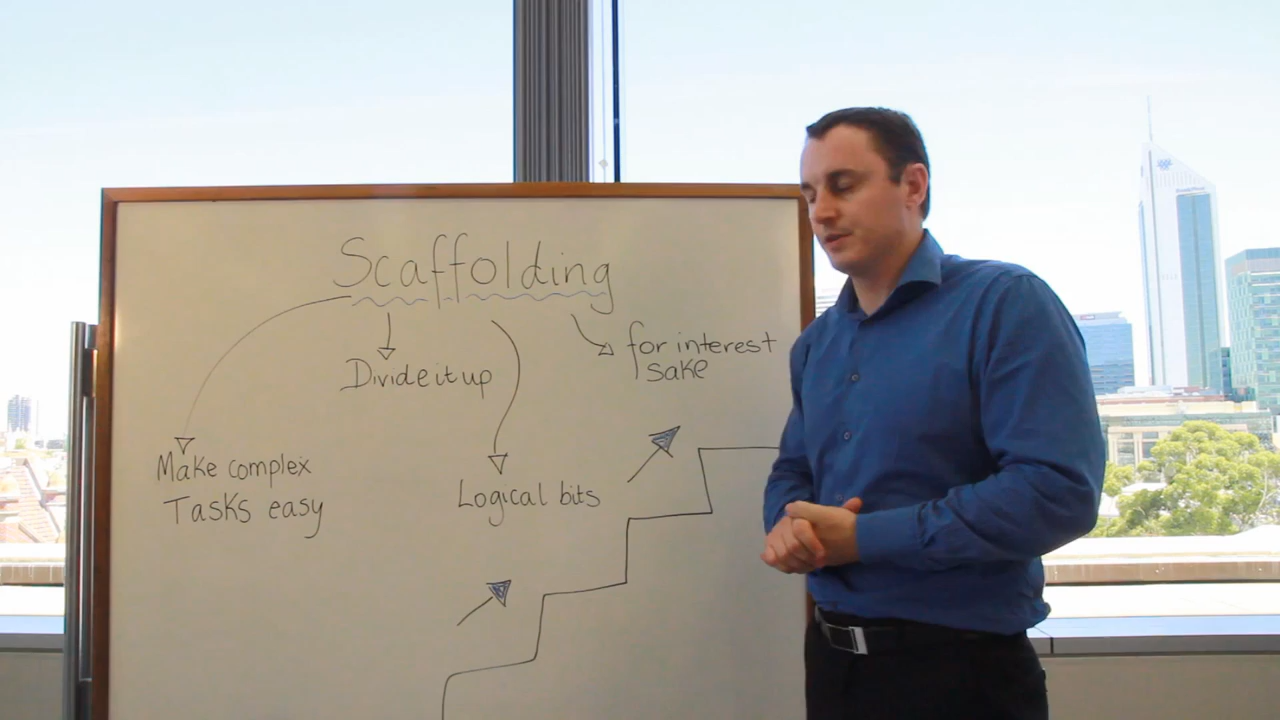 Scaffolding
for interest
sake
Divide it up
Make complex
Tasks easy
Logical bits